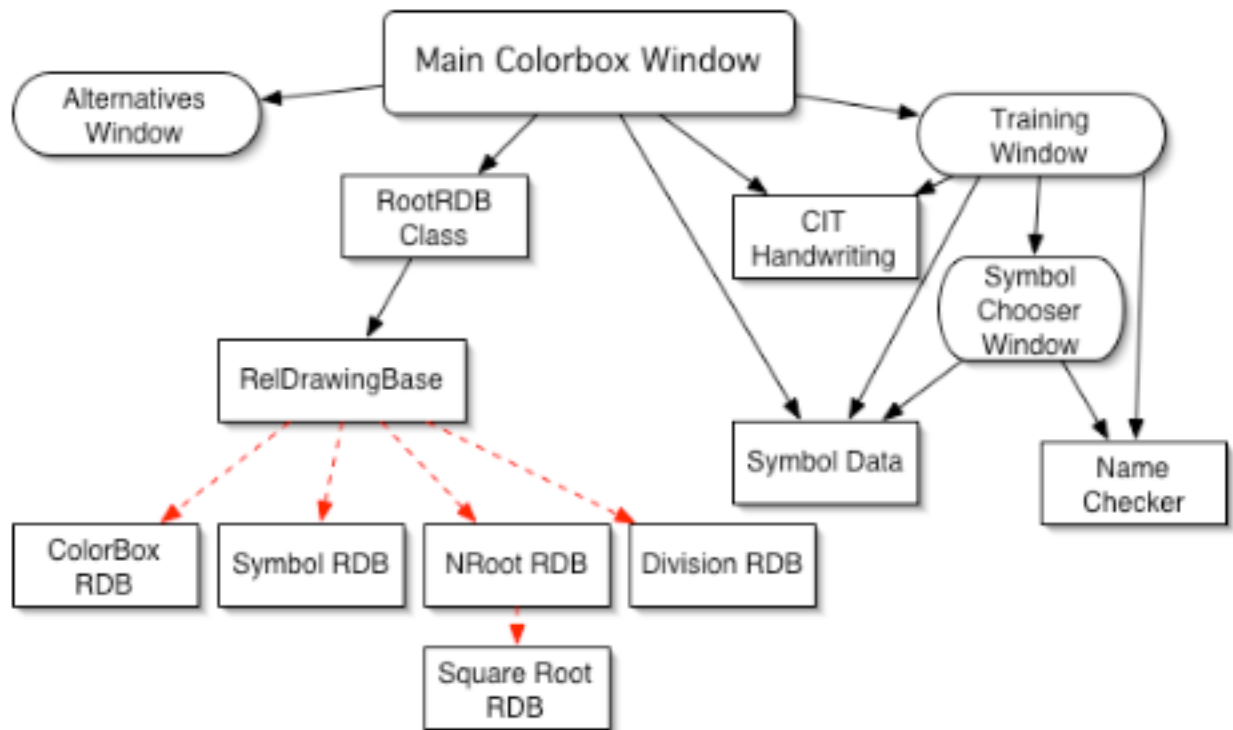 Main Colorbox Window
Alternatives
Window
Training
Window
RootRDB
Class
CIT
Handwriting
Symbol
Chooser
Window
RelDrawingBase
Symbol Data
Name
Checker
ColorBox
RDB
Symbol RDB
NRoot RDB
Division RDB
Square Root
RDB